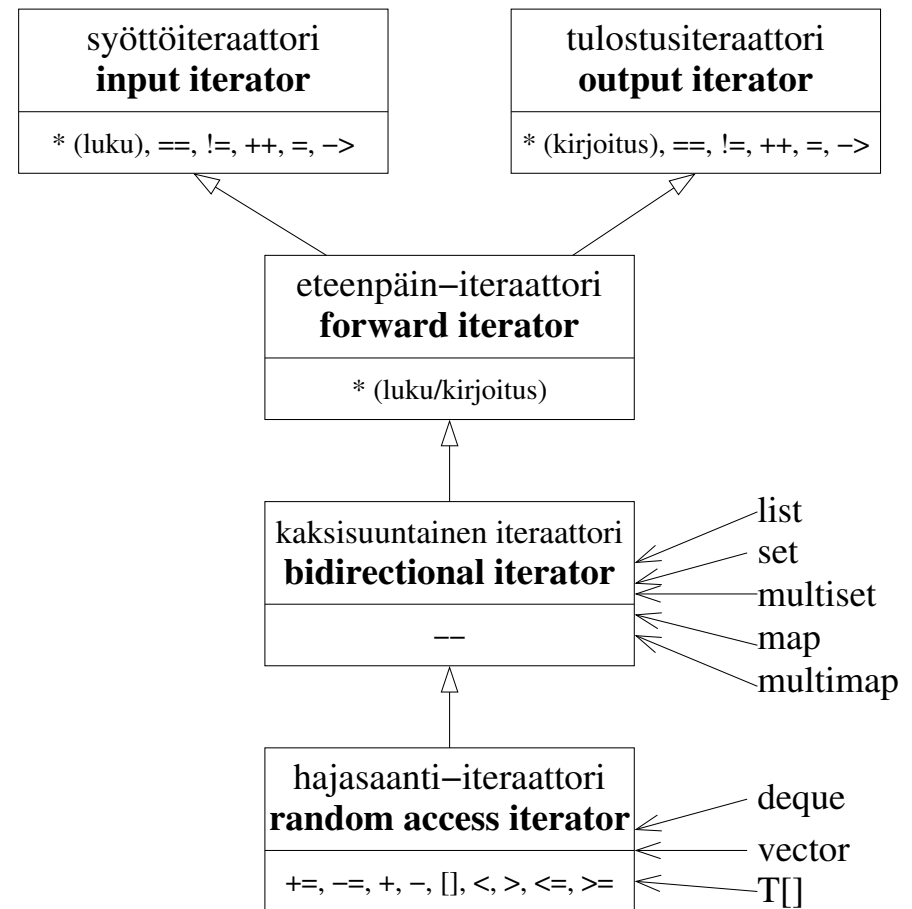 syöttöiteraattori
input iterator
* (luku), ==, !=, ++, =, −>
tulostusiteraattori
output iterator
* (kirjoitus), ==, !=, ++, =, −>
eteenpäin−iteraattori
forward iterator
* (luku/kirjoitus)
kaksisuuntainen iteraattori
bidirectional iterator
−−
list
set
multiset
map
multimap
hajasaanti−iteraattori
random access iterator
+=, −=, +, −, [], <, >, <=, >=
deque
vector
T[]